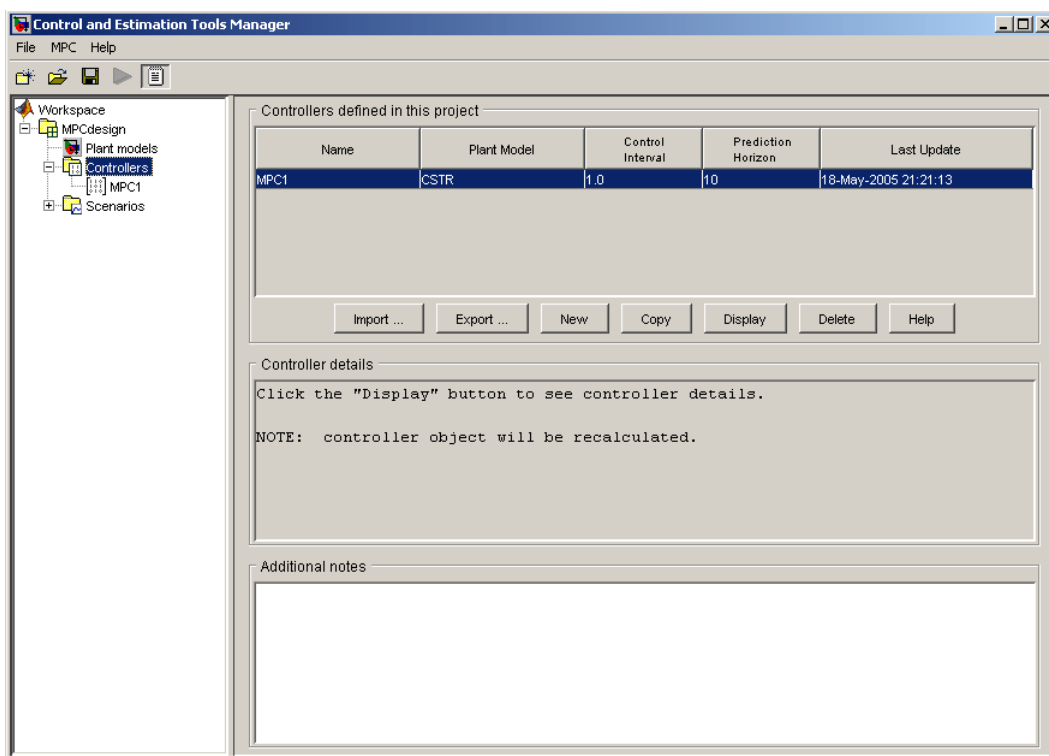 Control and Estimation Tools Manager
File MPC Help
Workspace
MPCdesign
Plant models
Controllers
MPC1
Scenarios
Controllers defined in this project
Name Plant Model Control Interval Prediction Horizon Last Update
MPC1 CSTR 1.0 10 18-May-2005 21:21:13
Import ... Export ... New Copy Display Delete Help
Controller details
Click the "Display" button to see controller details.
NOTE: controller object will be recalculated.
Additional notes